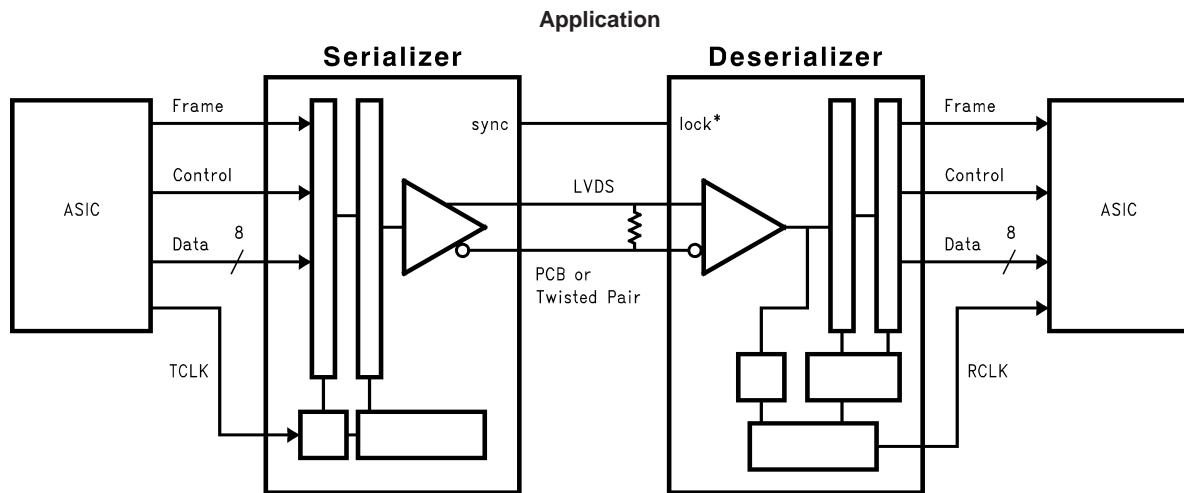 Application
Serializer
Deserializer
Frame
Control
8
Data
TCLK
ASIC
sync
lock*
LVDS
PCB or
Twisted Pair
Frame
Control
8
Data
RCLK
ASIC